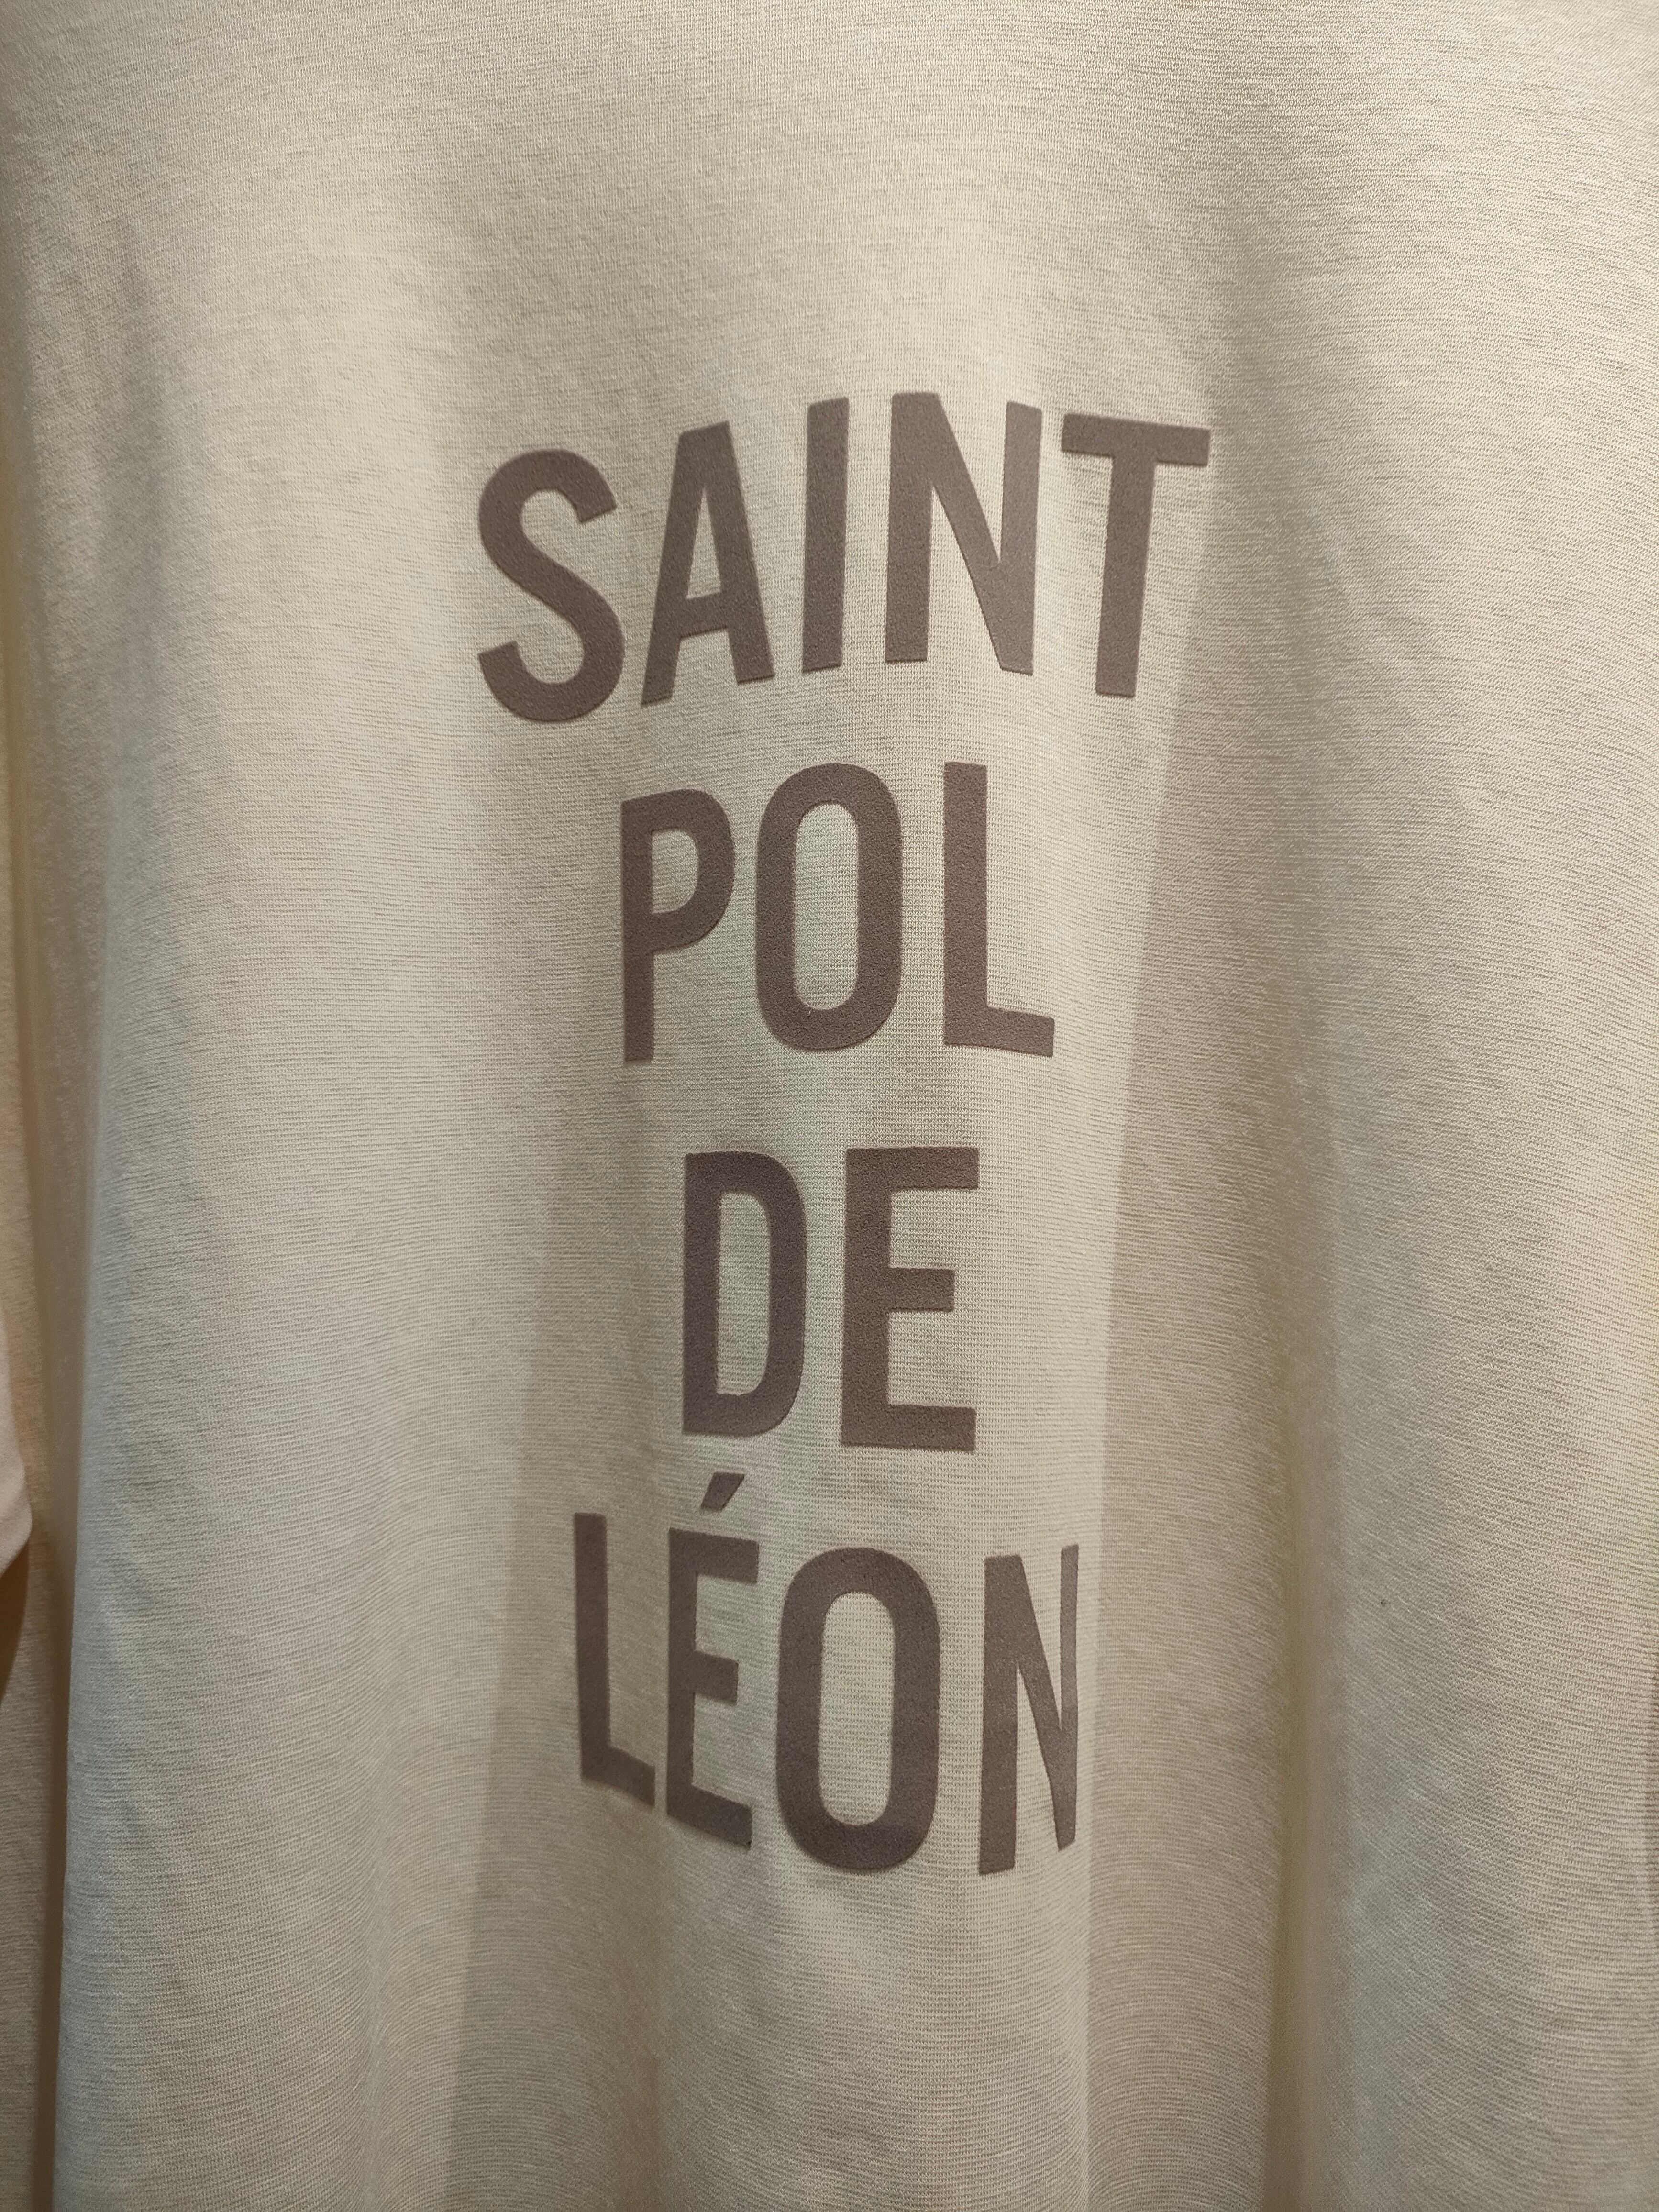 SAINT
POL
DE
LÉON